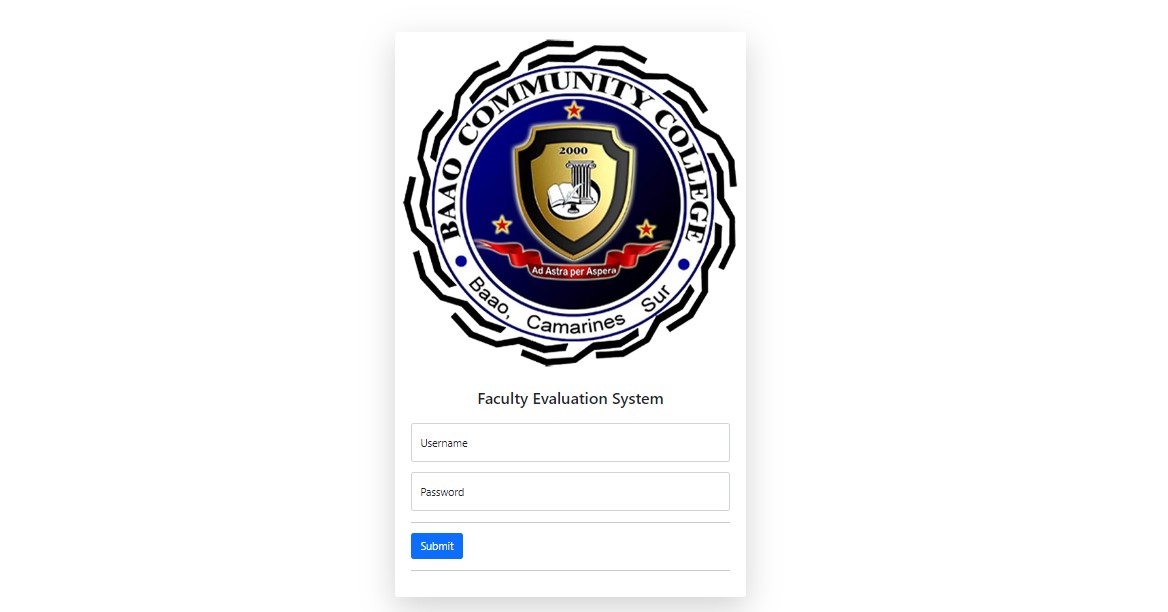 BAAO COMMUNITY COLLEGE
2000
Ad Astra per Aspera
Baao, Camarines Sur
Faculty Evaluation System
Username
Password
Submit